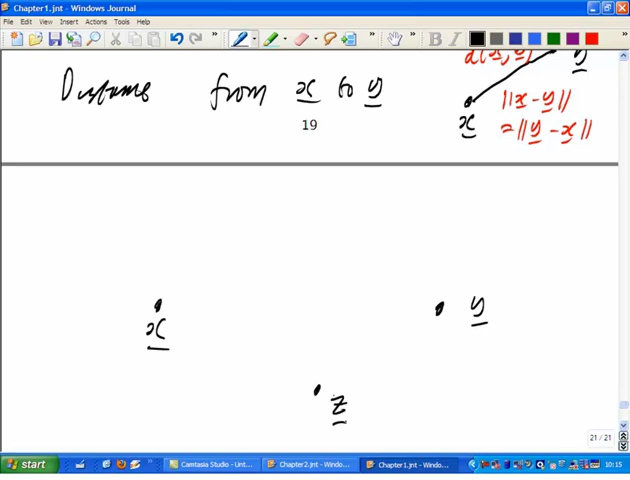 Chapter1.jnt - Windows Journal
File Edit View Insert Actions Tools Help
B I
d(x, y) y
Distance from x to y ||x - y||
x = ||y - x||
19
x y
z
21 / 21
start Camtasia Studio - Unt... Chapter2.jnt - Windo... Chapter1.jnt - Windo... 10:15